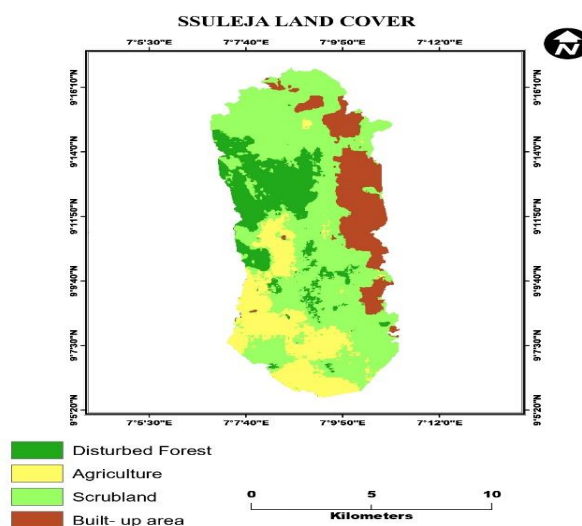 SSULEJA LAND COVER
7°5'30"E 7°7'40"E 7°9'50"E 7°12'0"E
N
9°16'10"N 9°16'10"N
9°14'0"N 9°14'0"N
9°11'50"N 9°11'50"N
9°9'40"N 9°9'40"N
9°7'30"N 9°7'30"N
9°5'20"N 9°5'20"N
7°5'30"E 7°7'40"E 7°9'50"E 7°12'0"E
Disturbed Forest
Agriculture
Scrubland
Built- up area
0 5 10
Kilometers